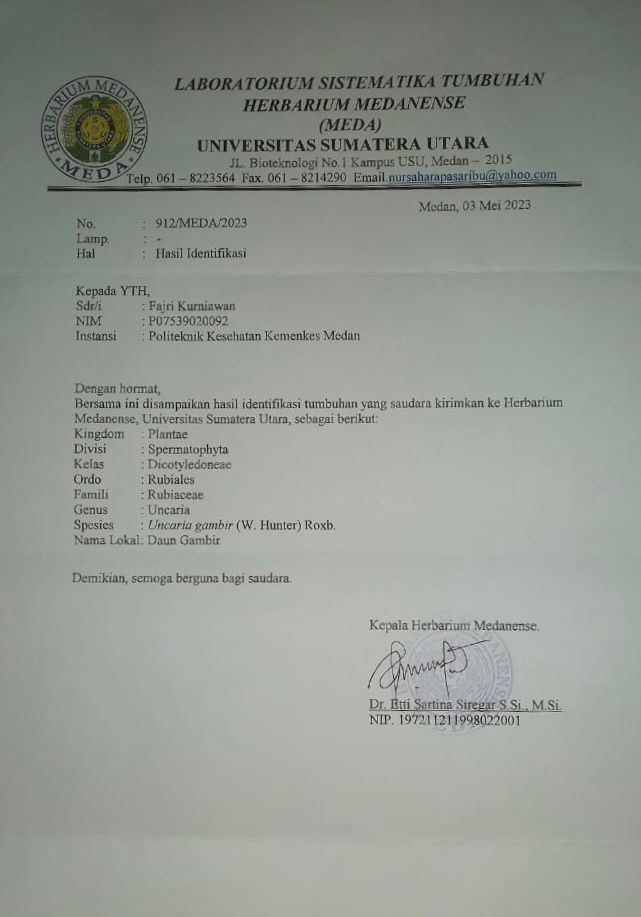 HERBARIUM MEDANENSE
MEDA
LABORATORIUM SISTEMATIKA TUMBUHAN
HERBARIUM MEDANENSE
(MEDA)
UNIVERSITAS SUMATERA UTARA
JL. Bioteknologi No.1 Kampus USU, Medan – 2015
Telp. 061 – 8223564 Fax. 061 – 8214290 Email.nursaharapasaribu@yahoo.com
Medan, 03 Mei 2023
No. : 912/MEDA/2023
Lamp. : -
Hal : Hasil Identifikasi
Kepada YTH,
Sdr/i : Fajri Kurniawan
NIM : P07539020092
Instansi : Politeknik Kesehatan Kemenkes Medan
Dengan hormat,
Bersama ini disampaikan hasil identifikasi tumbuhan yang saudara kirimkan ke Herbarium
Medanense, Universitas Sumatera Utara, sebagai berikut:
Kingdom : Plantae
Divisi : Spermatophyta
Kelas : Dicotyledoneae
Ordo : Rubiales
Famili : Rubiaceae
Genus : Uncaria
Spesies : Uncaria gambir (W. Hunter) Roxb.
Nama Lokal: Daun Gambir
Demikian, semoga berguna bagi saudara.
Kepala Herbarium Medanense.
Dr. Etti Sartina Siregar S.Si., M.Si.
NIP. 197211211998022001